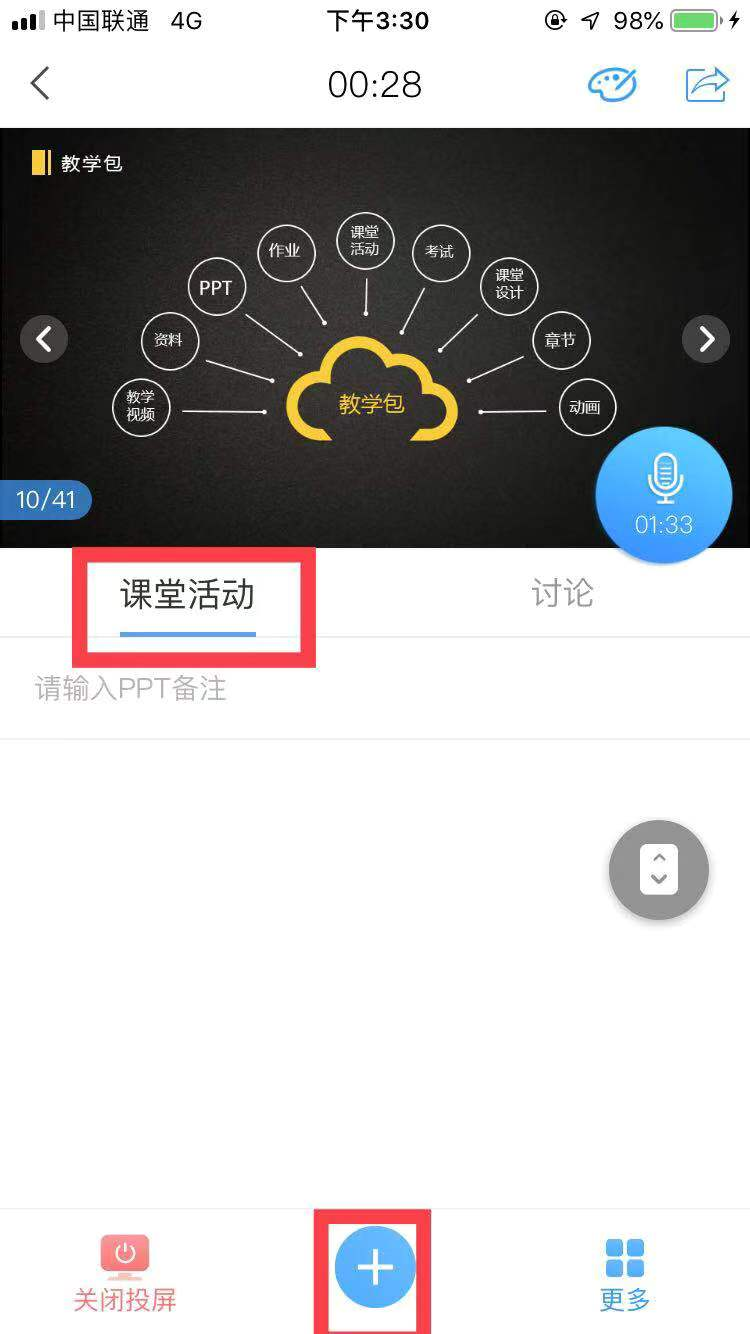 中国联通 4G 下午3:30 98%
00:28
教学包
课堂
活动
作业
考试
PPT
课堂
设计
资料
章节
教学
视频
教学包
动画
10/41
01:33
课堂活动 讨论
请输入PPT备注
关闭投屏 更多